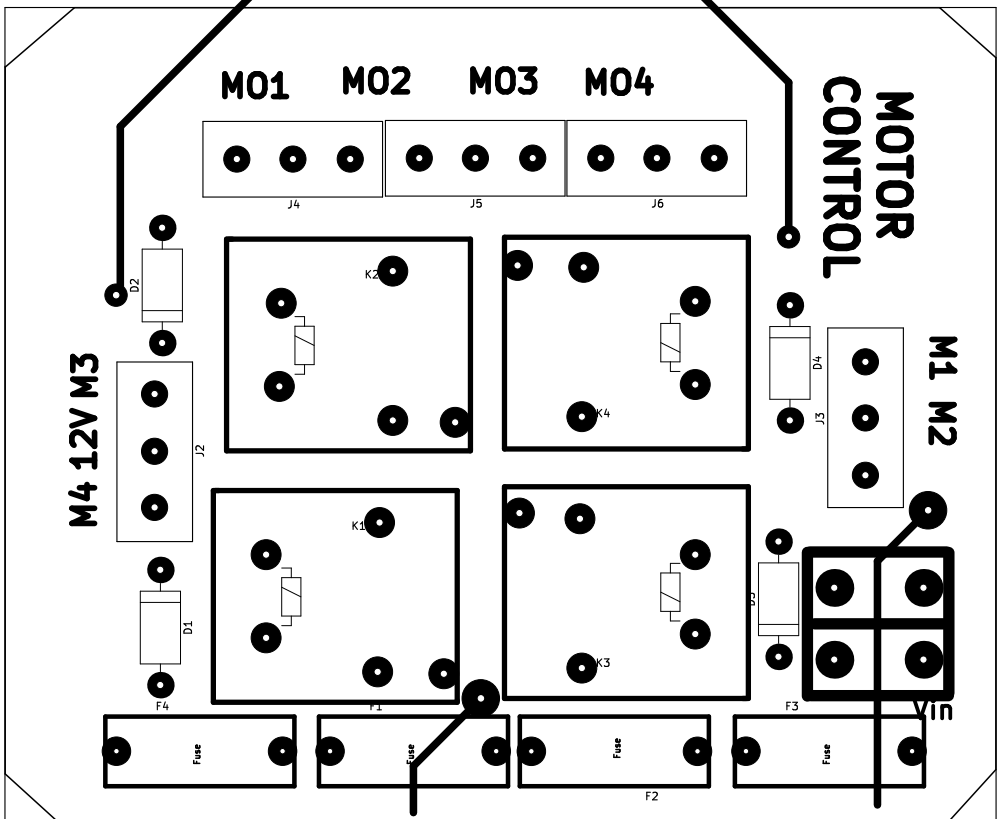 MO1 MO2 MO3 MO4
MOTOR
CONTROL
J4 J5 J6
K2
D2
D4
K4
J3
M1 M2
M4 12V M3
J2
K1
D1
D3
K3
F4 F1 F3
Vin
Fuse Fuse Fuse Fuse
F2